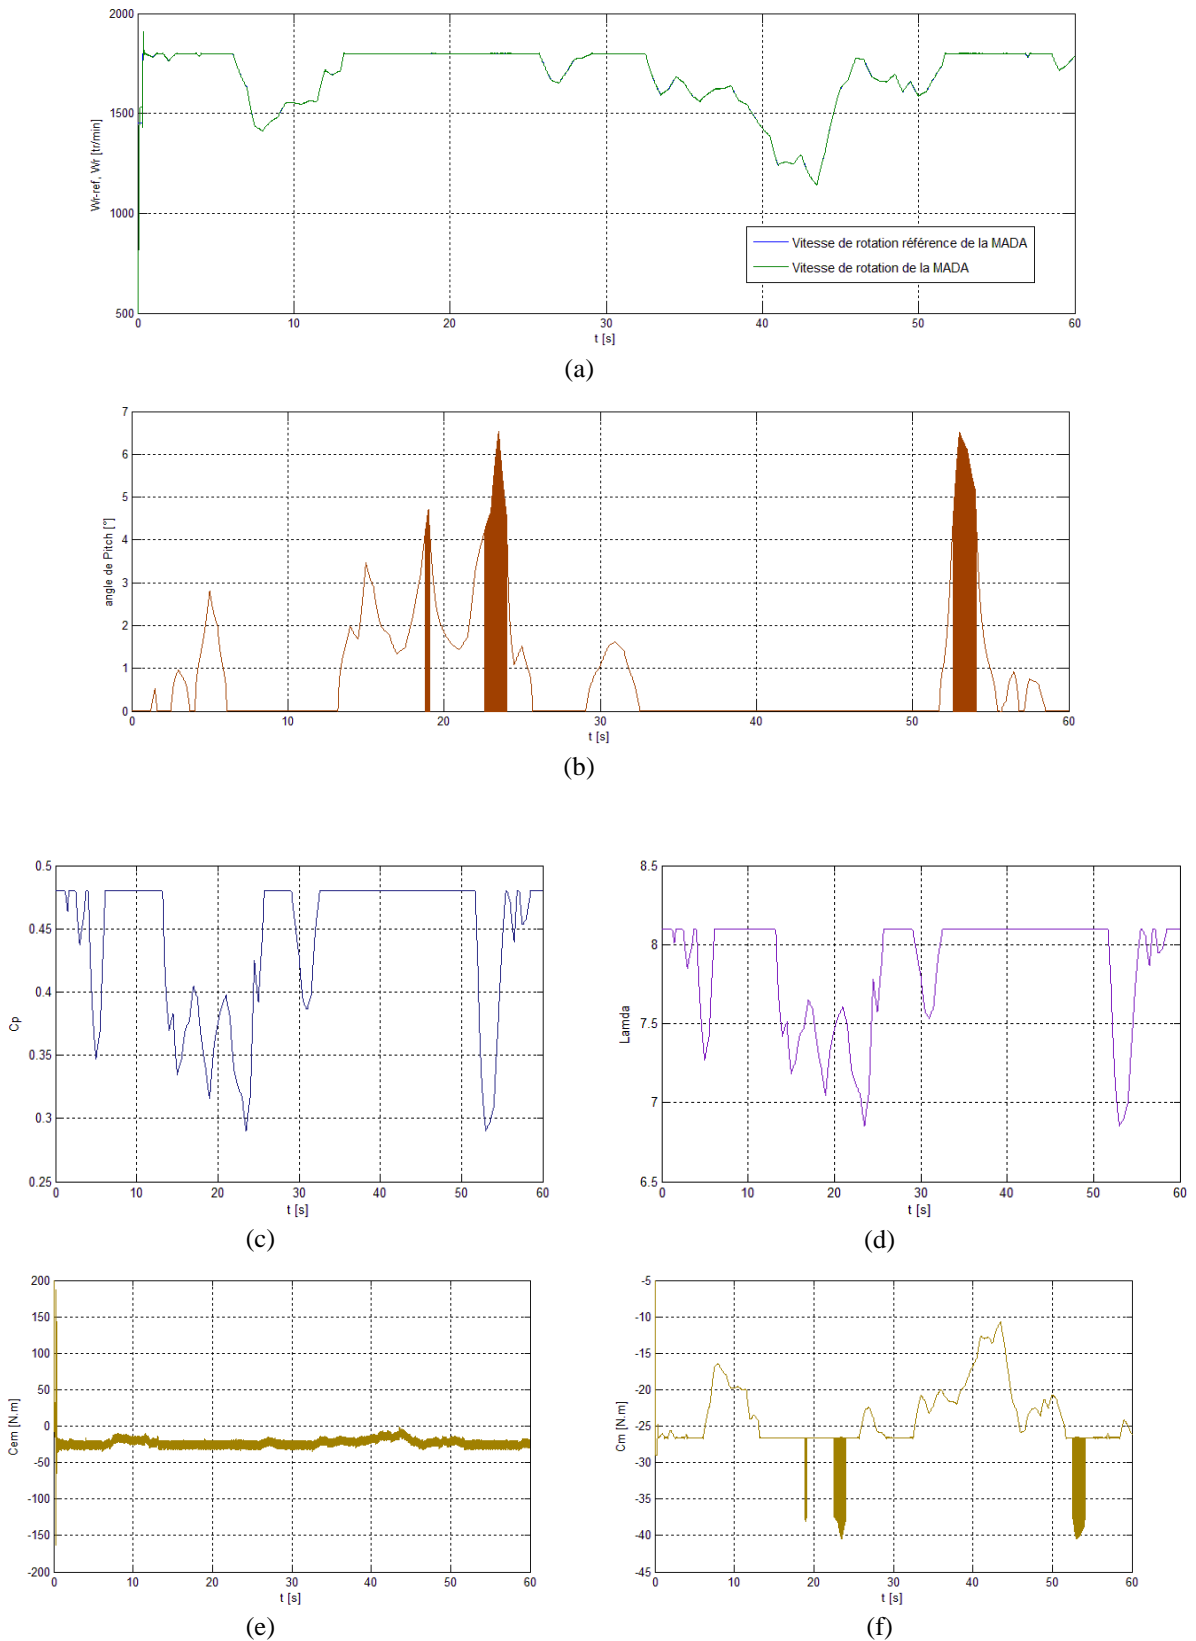 2000
1500
1000
500
Wr-ref, Wr [tr/min]
Vitesse de rotation référence de la MADA
Vitesse de rotation de la MADA
0 10 20 30 40 50 60
t [s]
(a)
7
6
5
4
3
2
1
0
angle de Pitch [°]
0 10 20 30 40 50 60
t [s]
(b)
0.5
0.45
0.4
0.35
0.3
0.25
Cp
0 10 20 30 40 50 60
t [s]
(c)
8.5
8
7.5
7
6.5
Lamda
0 10 20 30 40 50 60
t [s]
(d)
200
150
100
50
0
-50
-100
-150
-200
Cem [N.m]
0 10 20 30 40 50 60
t [s]
(e)
-5
-10
-15
-20
-25
-30
-35
-40
-45
Cm [N.m]
0 10 20 30 40 50 60
t [s]
(f)